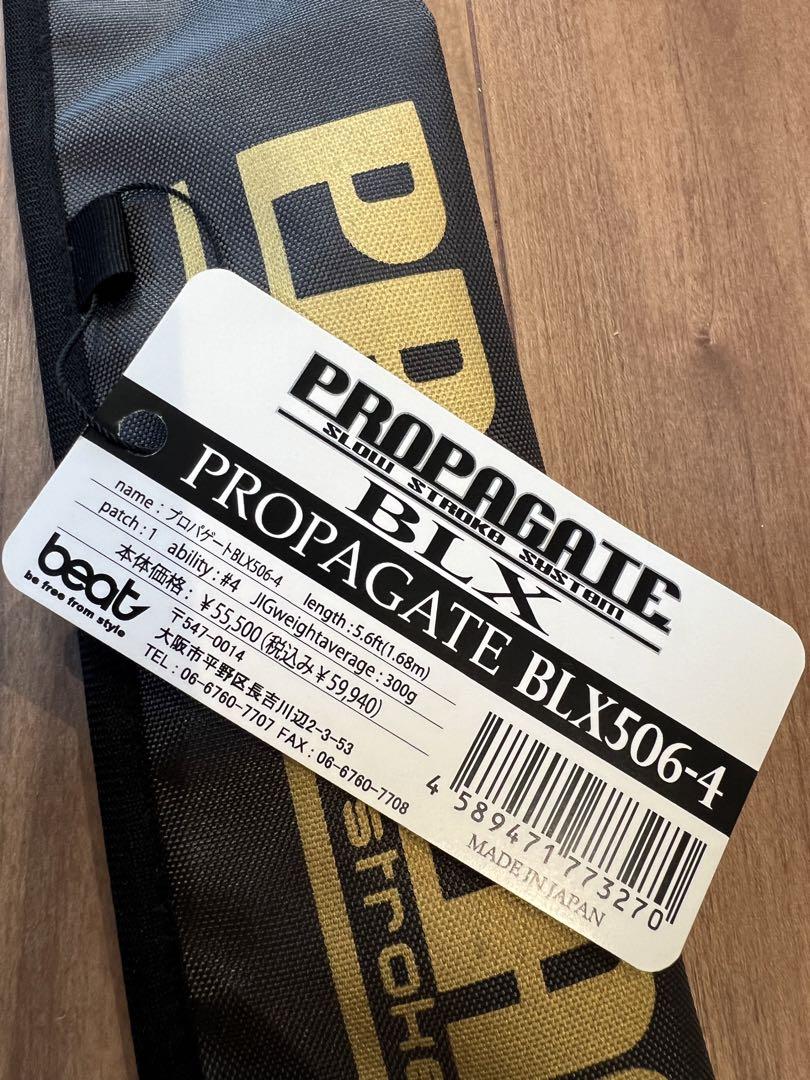 PROPAGATE
SLOW STROKE SYSTEM
BLX
PROPAGATE BLX506-4
name : プロパゲートBLX506-4 length : 5.6ft(1.68m)
patch : 1 ability : #4 JIGweightaverage : 300g
本体価格 : ¥55,500(税込み¥59,940)
beat
be free from style
〒547-0014
大阪市平野区長吉川辺2-3-53
TEL : 06-6760-7707 FAX : 06-6760-7708
4 589471 773270
MADE IN JAPAN